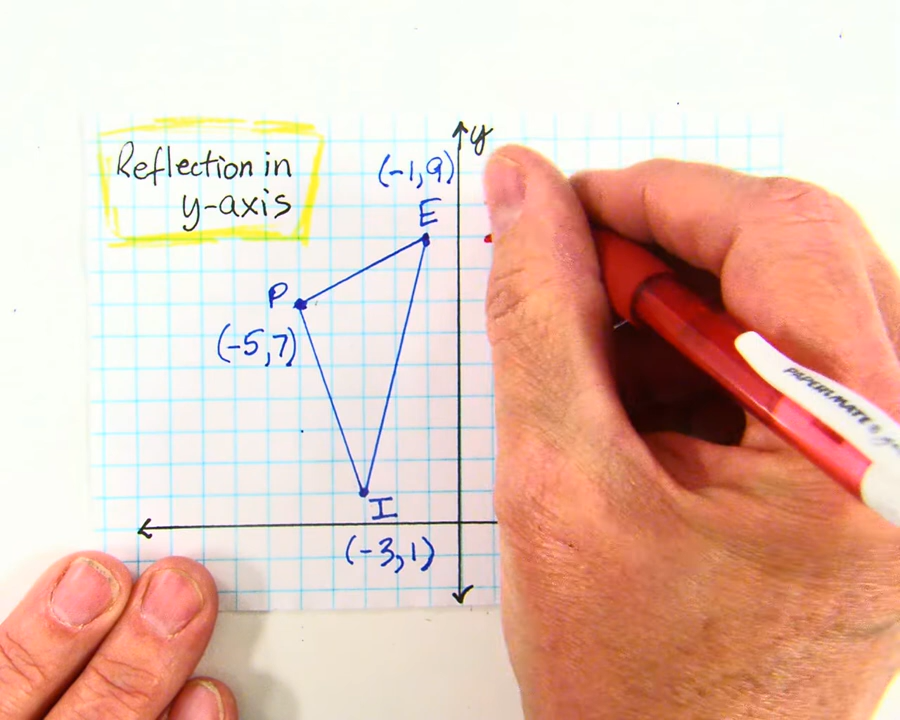 Reflection in
y-axis
y
(-1,9)
E
P
(-5,7)
I
(-3,1)
PAPERMATE